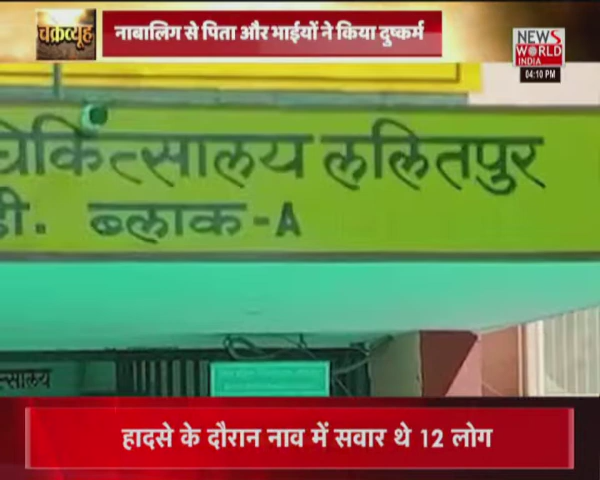 चक्रव्यूह
नाबालिग से पिता और भाईयों ने किया दुष्कर्म
NEWS
WORLD
INDIA
04:10 PM
चिकित्सालय ललितपुर
डी. ब्लाक-A
हादसे के दौरान नाव में सवार थे 12 लोग